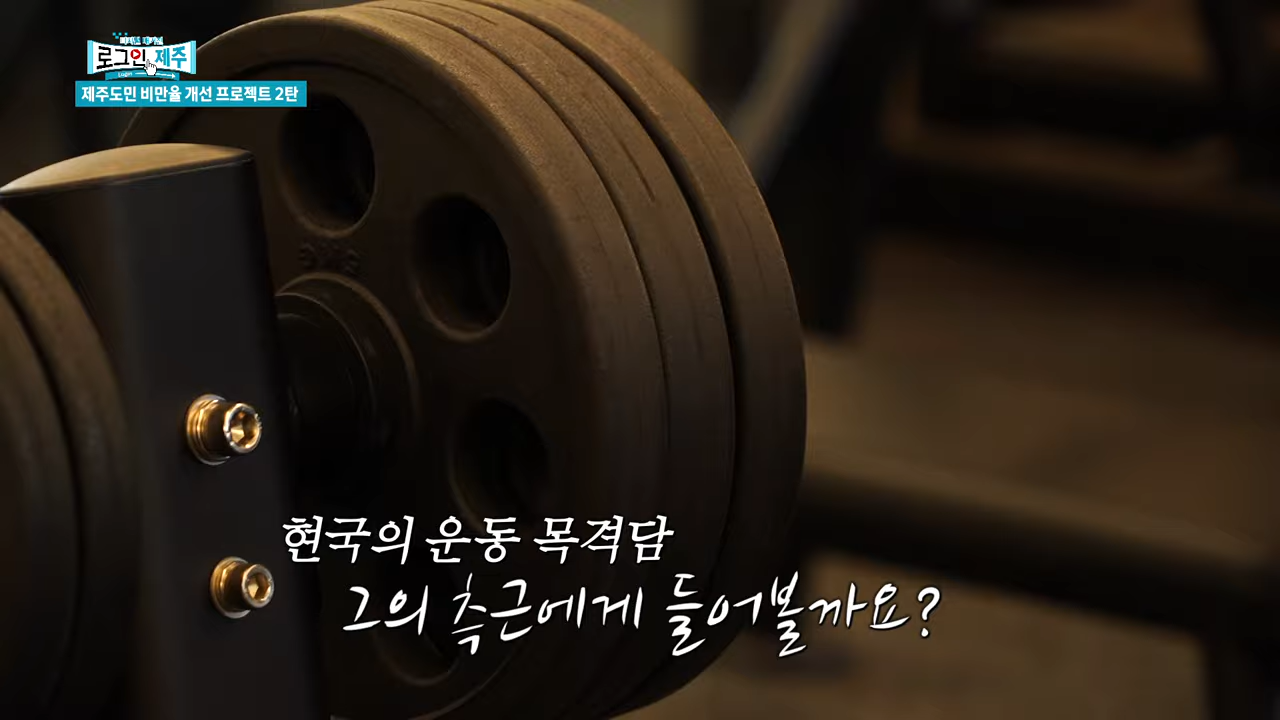 로그인 제주
Login
제주도민 비만율 개선 프로젝트 2탄
현국의 운동 목격담
그의 측근에게 들어볼까요?